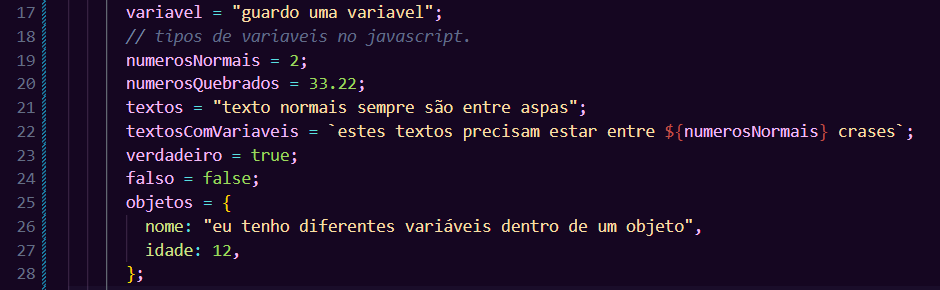 17 variavel = "guardo uma variavel";
18 // tipos de variaveis no javascript.
19 numerosNormais = 2;
20 numerosQuebrados = 33.22;
21 textos = "texto normais sempre são entre aspas";
22 textosComVariaveis = `estes textos precisam estar entre ${numerosNormais} crases`;
23 verdadeiro = true;
24 falso = false;
25 objetos = {
26 nome: "eu tenho diferentes variáveis dentro de um objeto",
27 idade: 12,
28 };